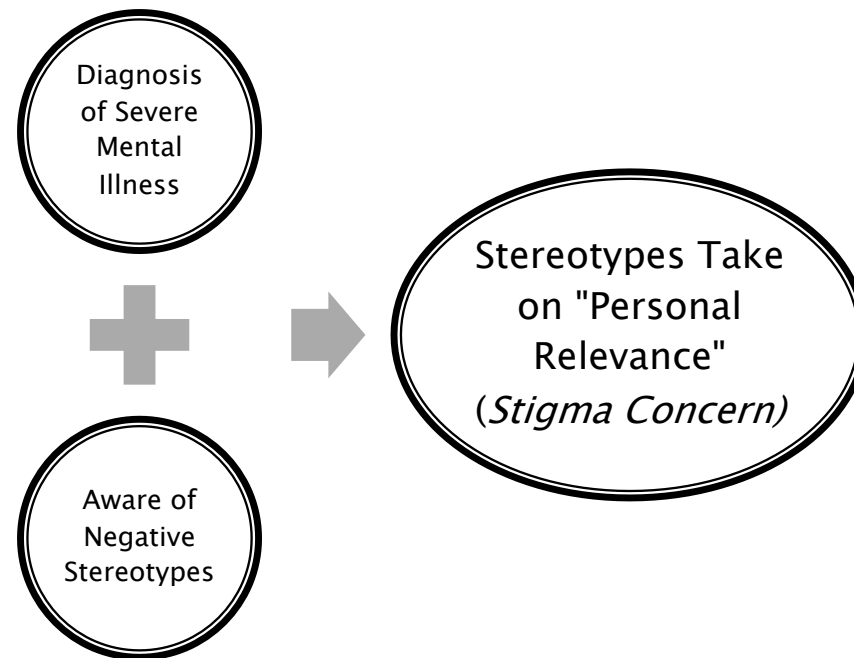 Diagnosis
of Severe
Mental
Illness
Aware of
Negative
Stereotypes
Stereotypes Take
on "Personal
Relevance"
(Stigma Concern)